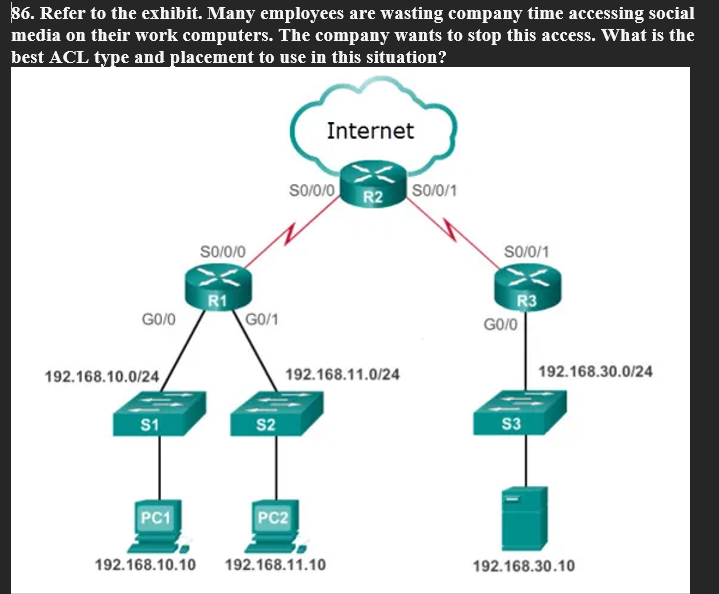 86. Refer to the exhibit. Many employees are wasting company time accessing social
media on their work computers. The company wants to stop this access. What is the
best ACL type and placement to use in this situation?
Internet
S0/0/0 R2 S0/0/1
S0/0/0 S0/0/1
R1 R3
G0/0 G0/1 G0/0
192.168.10.0/24 192.168.11.0/24 192.168.30.0/24
S1 S2 S3
PC1 PC2
192.168.10.10 192.168.11.10 192.168.30.10